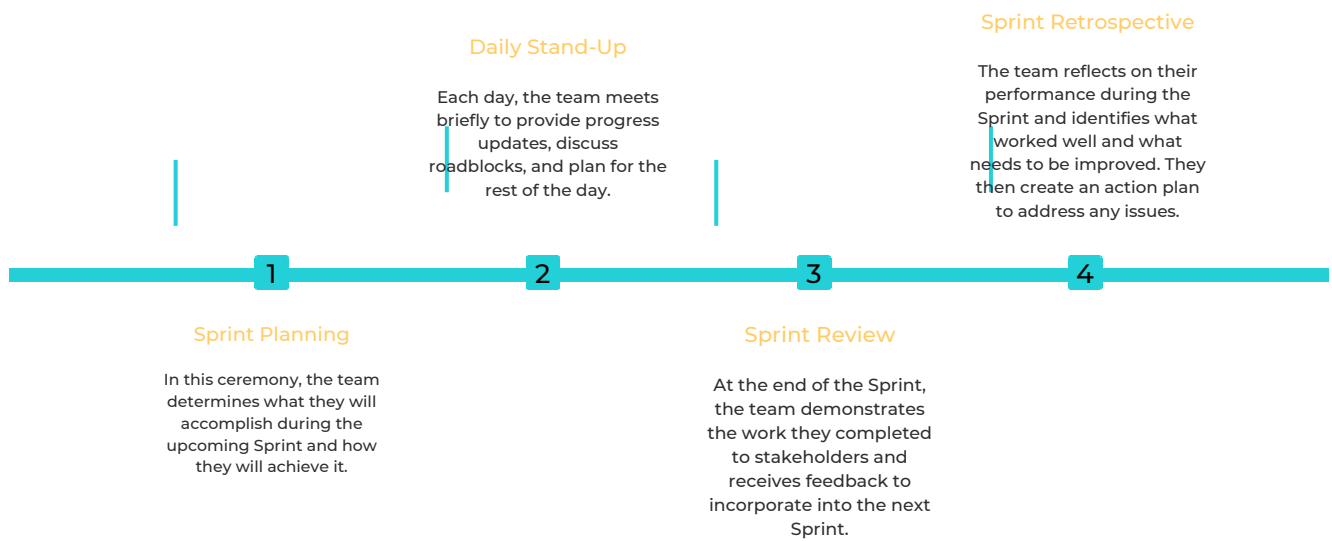 Sprint Retrospective
The team reflects on their
performance during the
Sprint and identifies what
worked well and what
needs to be improved. They
then create an action plan
to address any issues.
Daily Stand-Up
Each day, the team meets
briefly to provide progress
updates, discuss
roadblocks, and plan for the
rest of the day.
1
2
3
4
Sprint Planning
In this ceremony, the team
determines what they will
accomplish during the
upcoming Sprint and how
they will achieve it.
Sprint Review
At the end of the Sprint,
the team demonstrates
the work they completed
to stakeholders and
receives feedback to
incorporate into the next
Sprint.